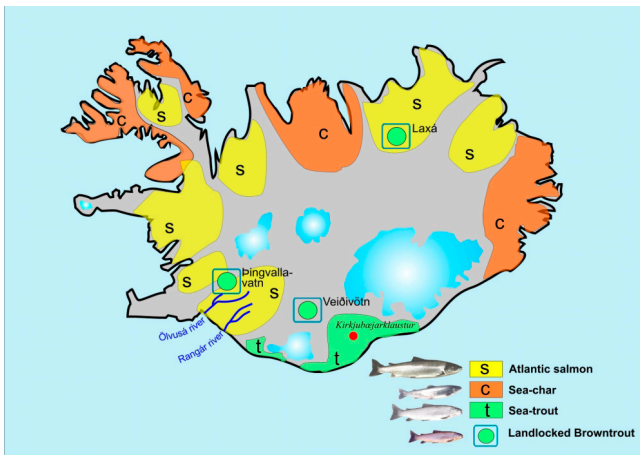 C
C
S
S
C
S
Laxá
S
S
C
S
Þingvalla-
vatn
S
Veiðivötn
Ölvusá river
Rangár river
Kirkjubæjarklaustur
t
t
S Atlantic salmon
C Sea-char
t Sea-trout
Landlocked Browntrout